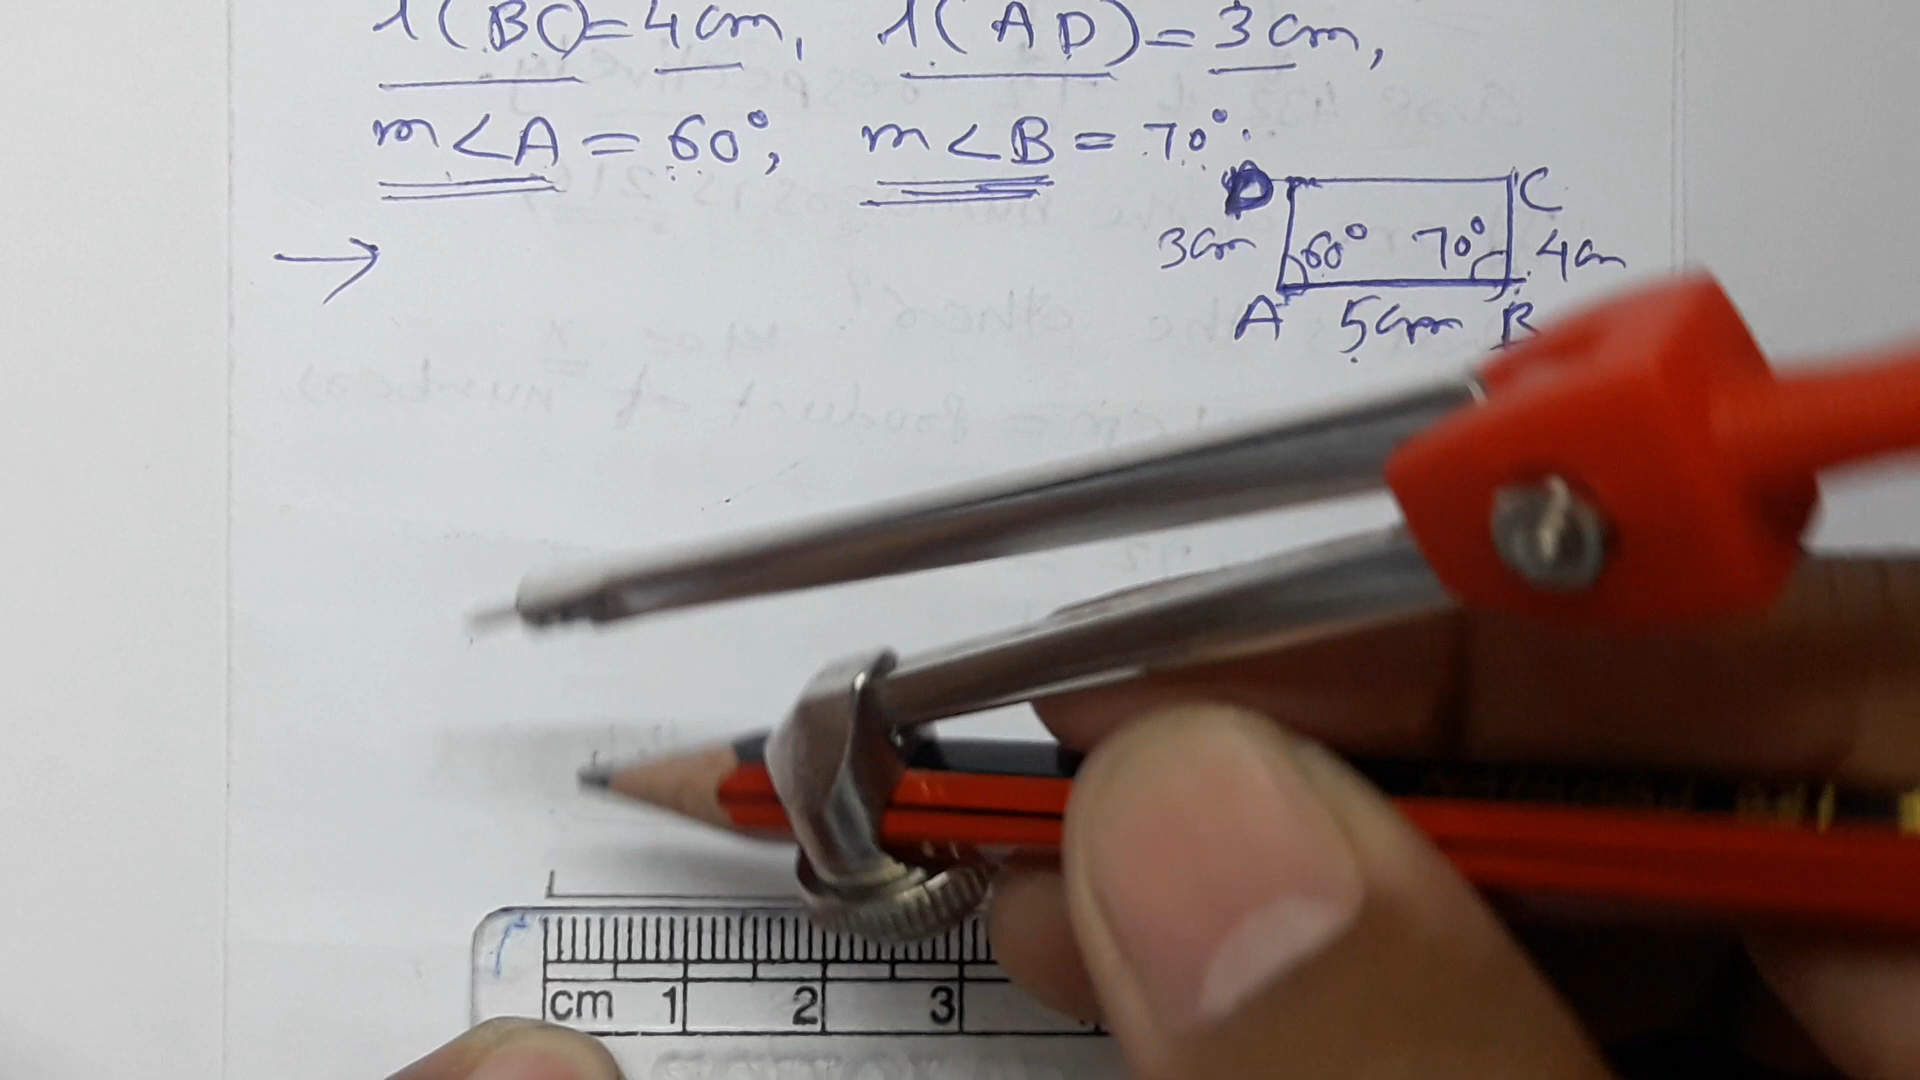 l(BC)=4cm, l(AD)=3cm,
m<A = 60°, m<B = 70°.
D C
3cm 60° 70° 4cm
A 5cm B
cm 1 2 3